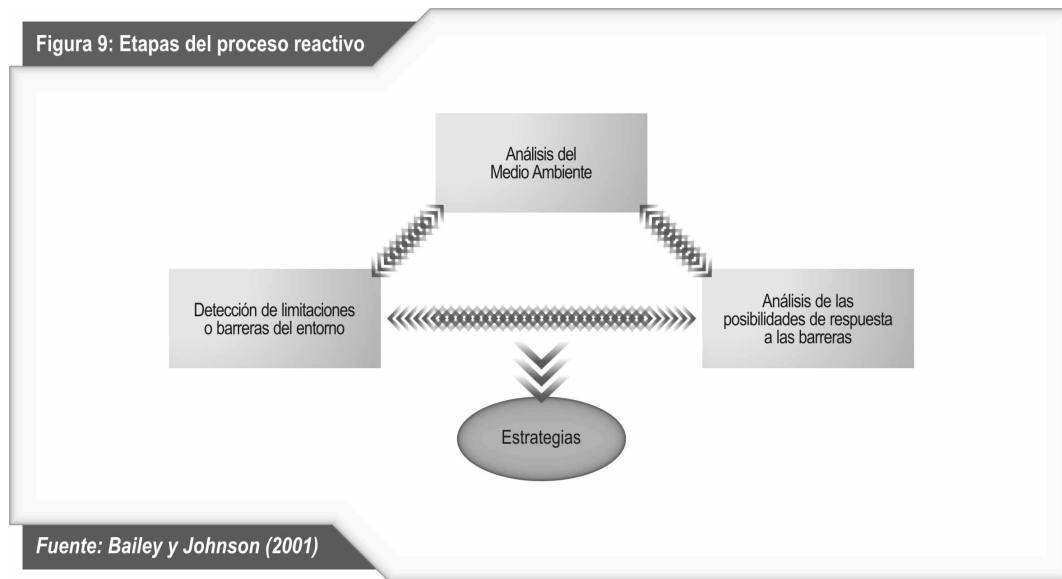 Figura 9: Etapas del proceso reactivo
Análisis del
Medio Ambiente
Detección de limitaciones
o barreras del entorno
Análisis de las
posibilidades de respuesta
a las barreras
Estrategias
Fuente: Bailey y Johnson (2001)